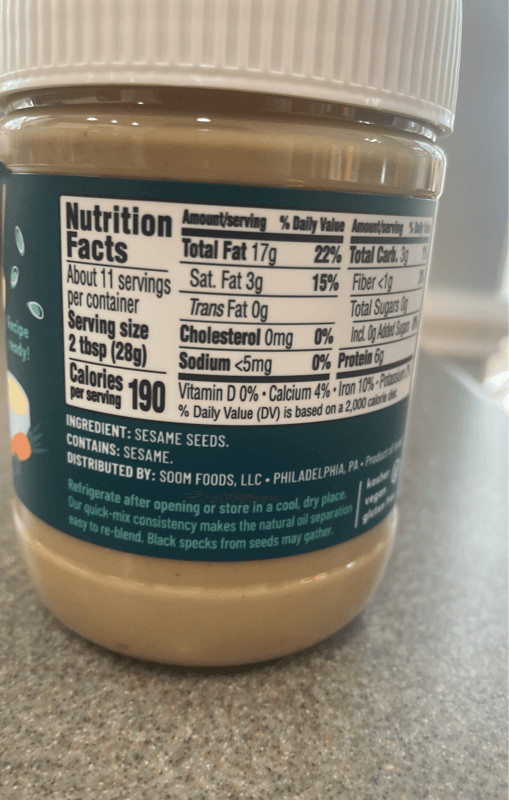 Nutrition Facts
About 11 servings per container
Serving size
2 tbsp (28g)
Calories per serving 190
Amount/serving % Daily Value
Total Fat 17g 22%
Sat. Fat 3g 15%
Trans Fat 0g
Cholesterol 0mg 0%
Sodium <5mg 0%
Amount/serving
Total Carb. 3g
Fiber <1g
Total Sugars 0g
Incl. 0g Added Sugars
Protein 6g
Vitamin D 0% • Calcium 4% • Iron 10% •
% Daily Value (DV) is based on a 2,000 calorie diet.
Recipe
ready!
INGREDIENT: SESAME SEEDS.
CONTAINS: SESAME.
DISTRIBUTED BY: SOOM FOODS, LLC • PHILADELPHIA, PA • Product of
Refrigerate after opening or store in a cool, dry place.
Our quick-mix consistency makes the natural oil separation
easy to re-blend. Black specks from seeds may gather.
kosher
vegan
gluten